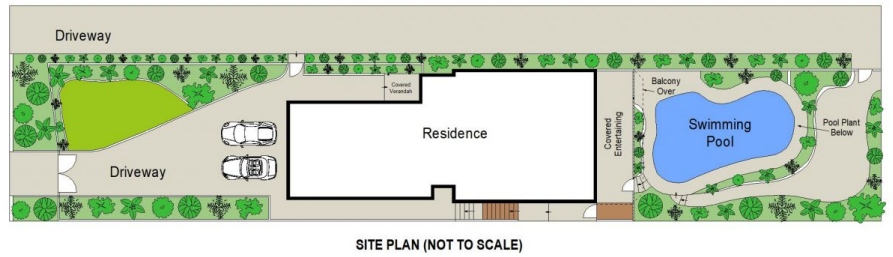 Driveway
Covered
Verandah
Balcony
Over
Residence
Covered
Entertaining
Swimming
Pool
Pool Plant
Below
Driveway
SITE PLAN (NOT TO SCALE)